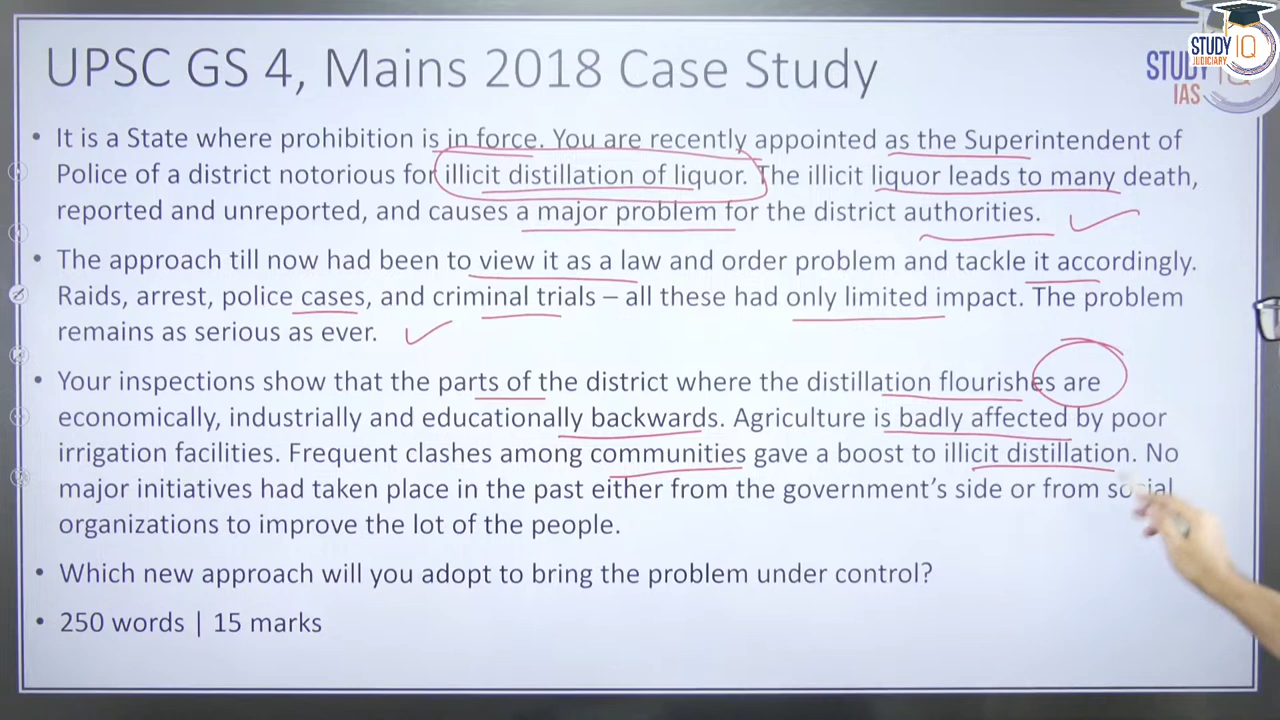 UPSC GS 4, Mains 2018 Case Study
STUDY IQ
JUDICIARY
STUDY
IAS
• It is a State where prohibition is in force. You are recently appointed as the Superintendent of
Police of a district notorious for illicit distillation of liquor. The illicit liquor leads to many death,
reported and unreported, and causes a major problem for the district authorities.
• The approach till now had been to view it as a law and order problem and tackle it accordingly.
Raids, arrest, police cases, and criminal trials – all these had only limited impact. The problem
remains as serious as ever.
• Your inspections show that the parts of the district where the distillation flourishes are
economically, industrially and educationally backwards. Agriculture is badly affected by poor
irrigation facilities. Frequent clashes among communities gave a boost to illicit distillation. No
major initiatives had taken place in the past either from the government's side or from social
organizations to improve the lot of the people.
• Which new approach will you adopt to bring the problem under control?
• 250 words | 15 marks